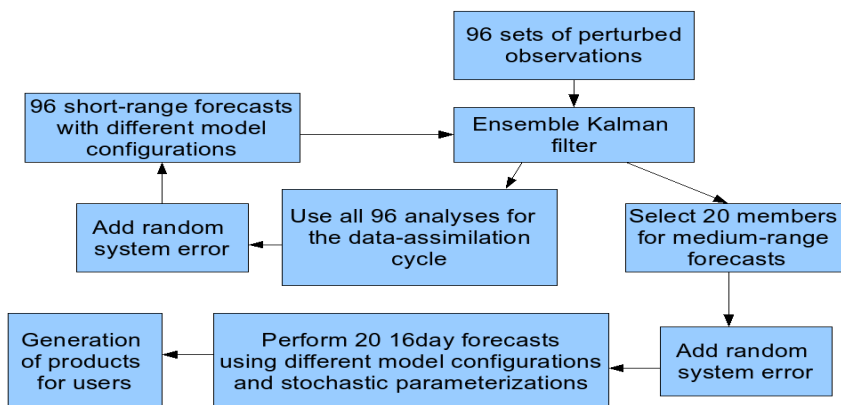 96 sets of perturbed
observations
96 short-range forecasts
with different model
configurations
Ensemble Kalman
filter
Add random
system error
Use all 96 analyses for
the data-assimilation
cycle
Select 20 members
for medium-range
forecasts
Generation
of products
for users
Perform 20 16day forecasts
using different model configurations
and stochastic parameterizations
Add random
system error